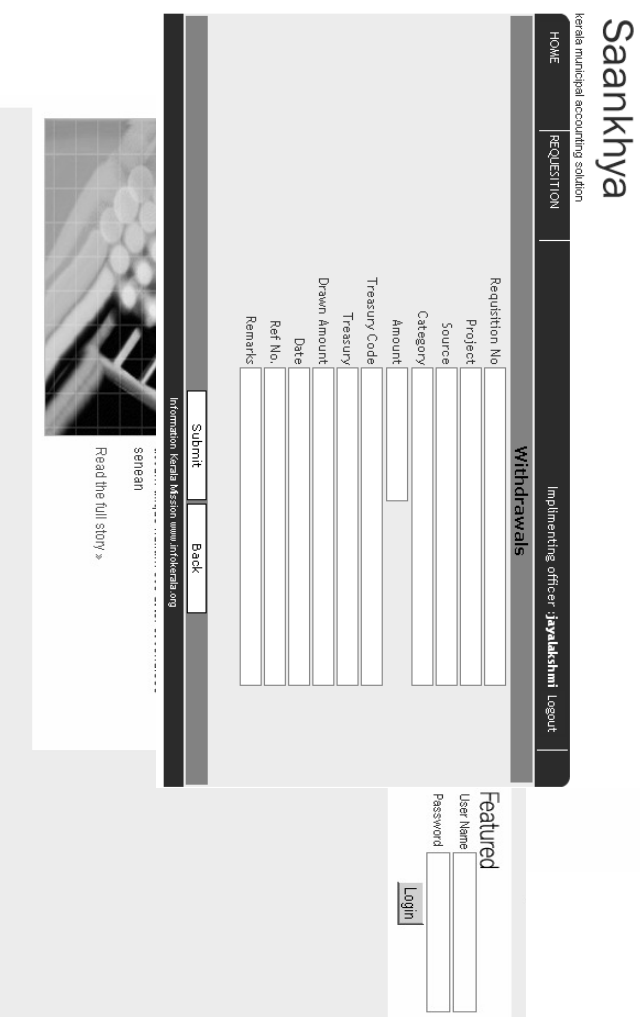 Saankhya
kerala municipal accounting solution
HOME
REQUESITION
Implimenting officer :jayalakshmi Logout
Withdrawals
Requisition No
Project
Source
Category
Amount
Treasury Code
Treasury
Drawn Amount
Date
Ref No.
Remarks
Submit
Back
Information Kerala Mission www.infokerala.org
senean
Read the full story »
Featured
User Name
Password
Login